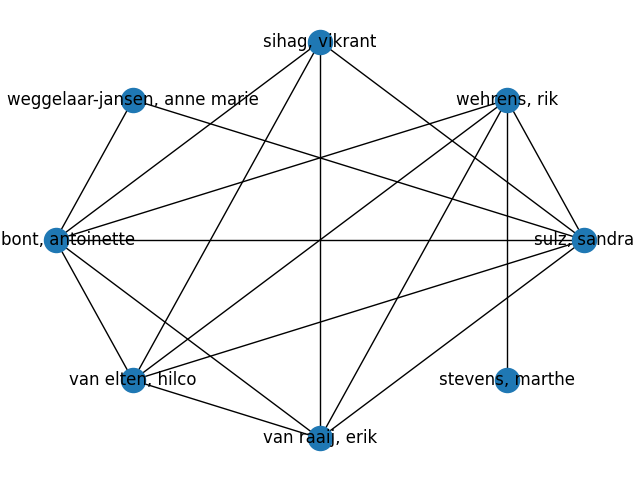 sihag, vikrant
weggelaar-jansen, anne marie
wehrens, rik
bont, antoinette
sulz, sandra
van elten, hilco
stevens, marthe
van raaij, erik